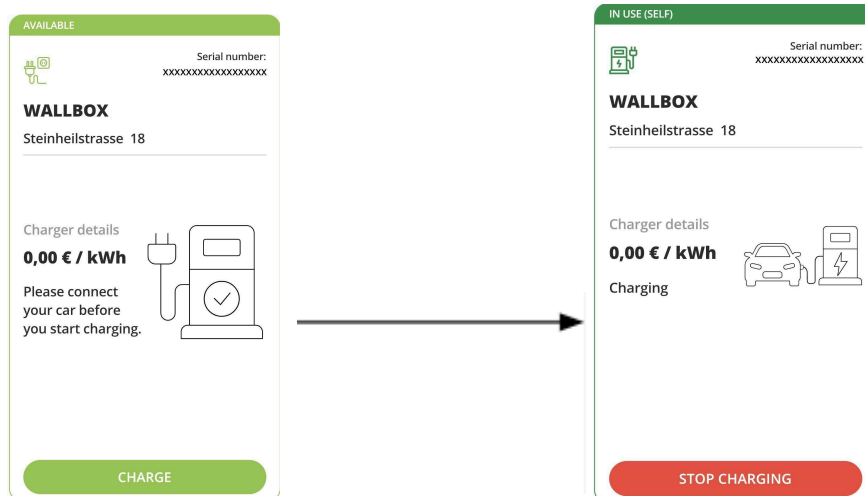 AVAILABLE
Serial number:
xxxxxxxxxxxxxxxxxx
WALLBOX
Steinheilstrasse 18
Charger details
0,00 € / kWh
Please connect
your car before
you start charging.
CHARGE
IN USE (SELF)
Serial number:
xxxxxxxxxxxxxxxxxx
WALLBOX
Steinheilstrasse 18
Charger details
0,00 € / kWh
Charging
STOP CHARGING